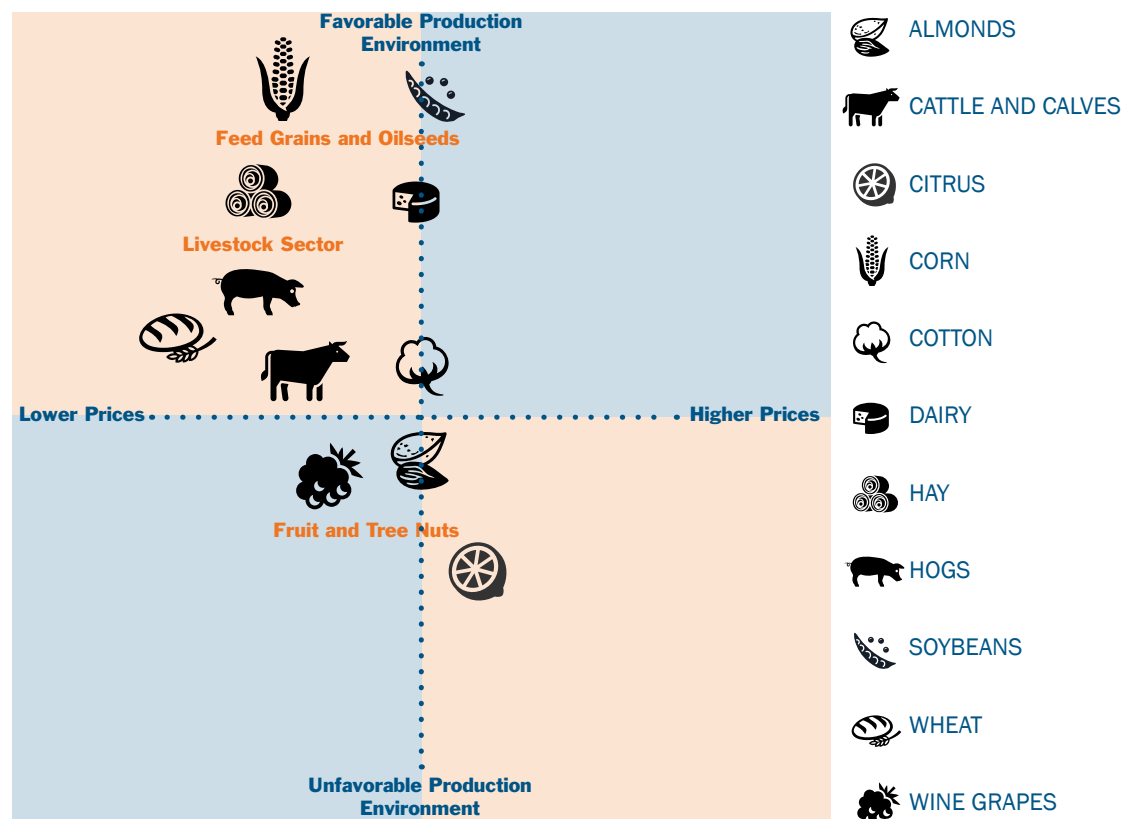 Favorable Production
Environment
Feed Grains and Oilseeds
Livestock Sector
Lower Prices
Higher Prices
Fruit and Tree Nuts
Unfavorable Production
Environment
ALMONDS
CATTLE AND CALVES
CITRUS
CORN
COTTON
DAIRY
HAY
HOGS
SOYBEANS
WHEAT
WINE GRAPES